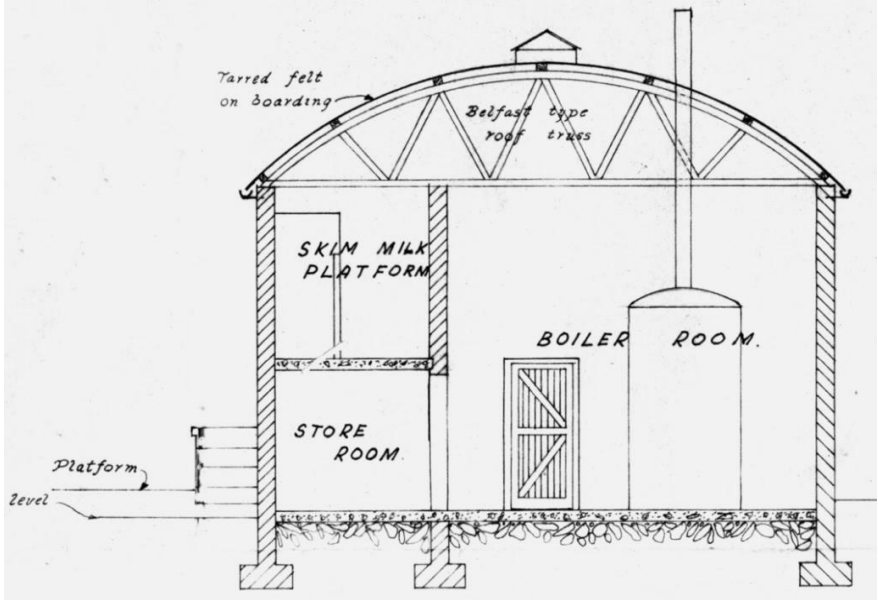 Tarred felt
on boarding
Belfast type
roof truss
SKIM MILK
PLATFORM
BOILER ROOM.
STORE
ROOM.
Platform
level